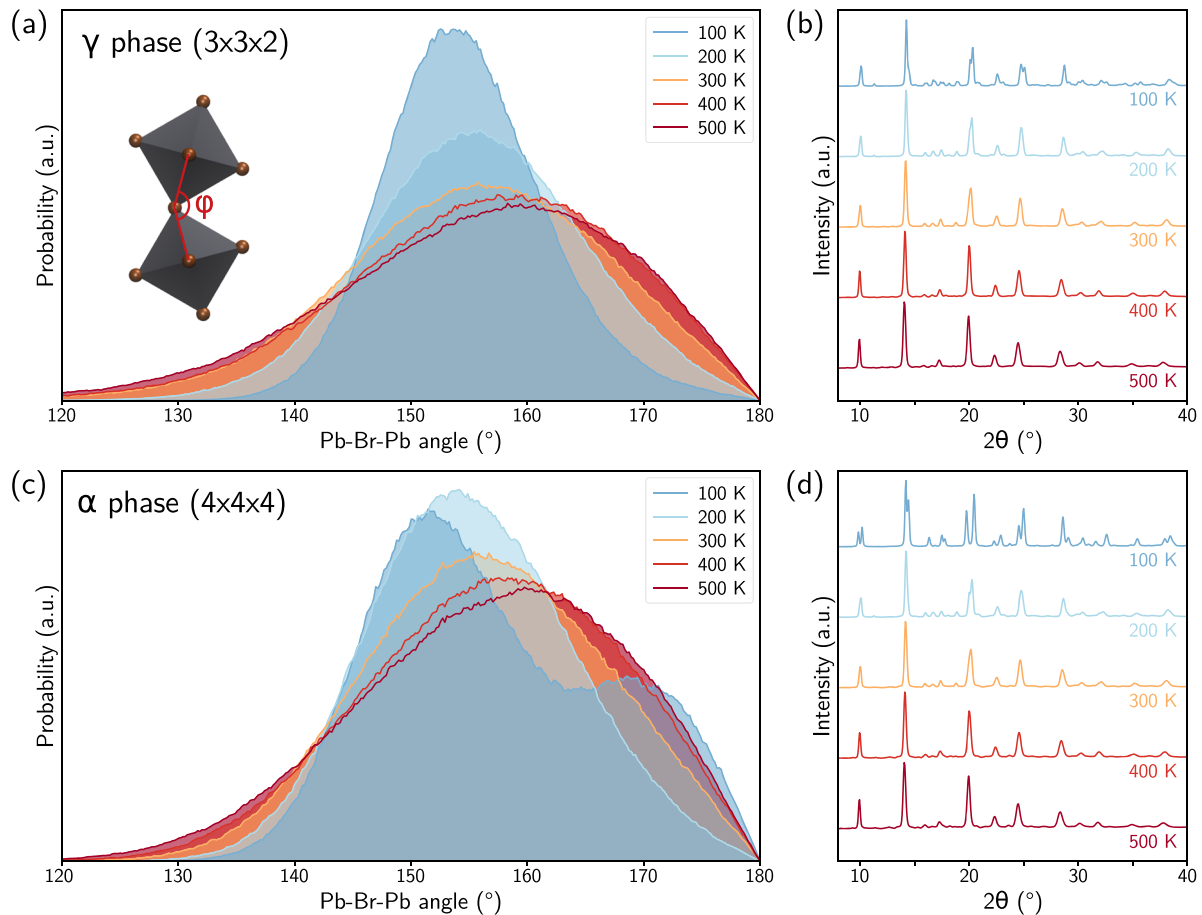 (a)
γ phase (3x3x2)
φ
100 K
200 K
300 K
400 K
500 K
Probability (a.u.)
120 130 140 150 160 170 180
Pb-Br-Pb angle (°)
(b)
Intensity (a.u.)
100 K
200 K
300 K
400 K
500 K
10 20 30 40
2θ (°)
(c)
α phase (4x4x4)
100 K
200 K
300 K
400 K
500 K
Probability (a.u.)
120 130 140 150 160 170 180
Pb-Br-Pb angle (°)
(d)
Intensity (a.u.)
100 K
200 K
300 K
400 K
500 K
10 20 30 40
2θ (°)